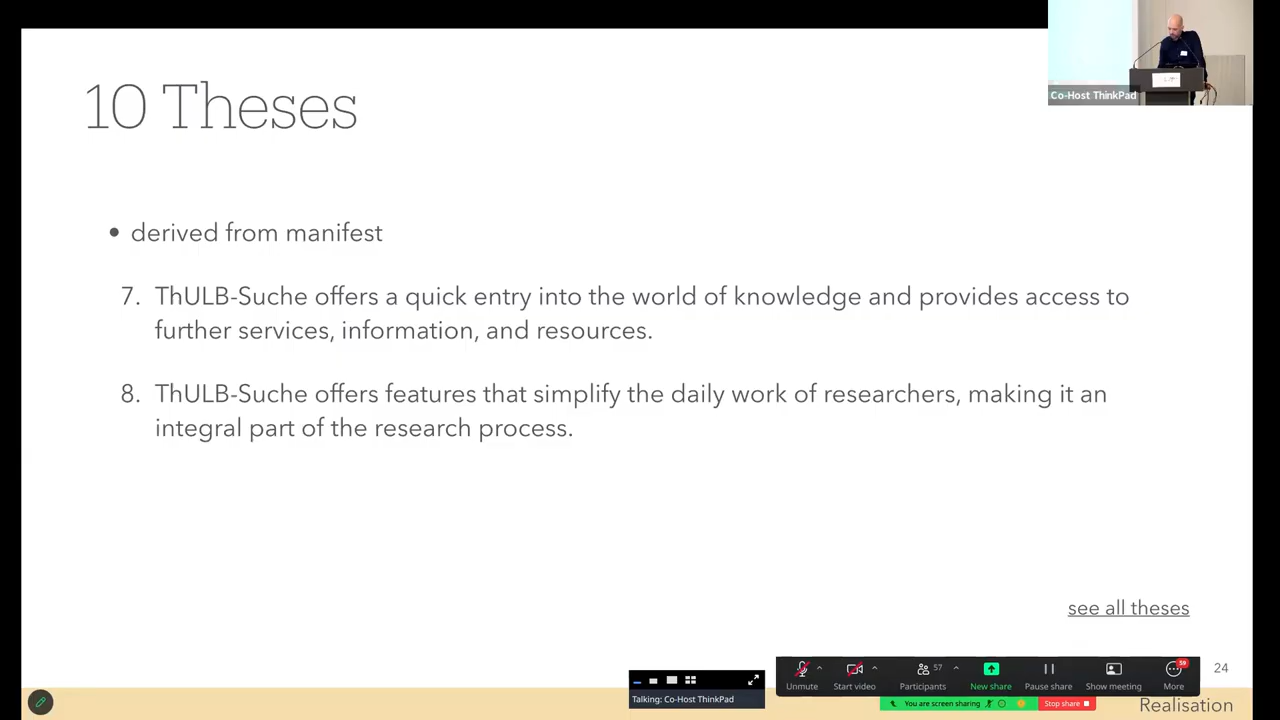 10 Theses
• derived from manifest
7. ThULB-Suche offers a quick entry into the world of knowledge and provides access to
further services, information, and resources.
8. ThULB-Suche offers features that simplify the daily work of researchers, making it an
integral part of the research process.
see all theses
24
Realisation
Co-Host ThinkPad
Talking: Co-Host ThinkPad
57
59
Unmute
Start video
Participants
New share
Pause share
Show meeting
More
You are screen sharing
Stop share